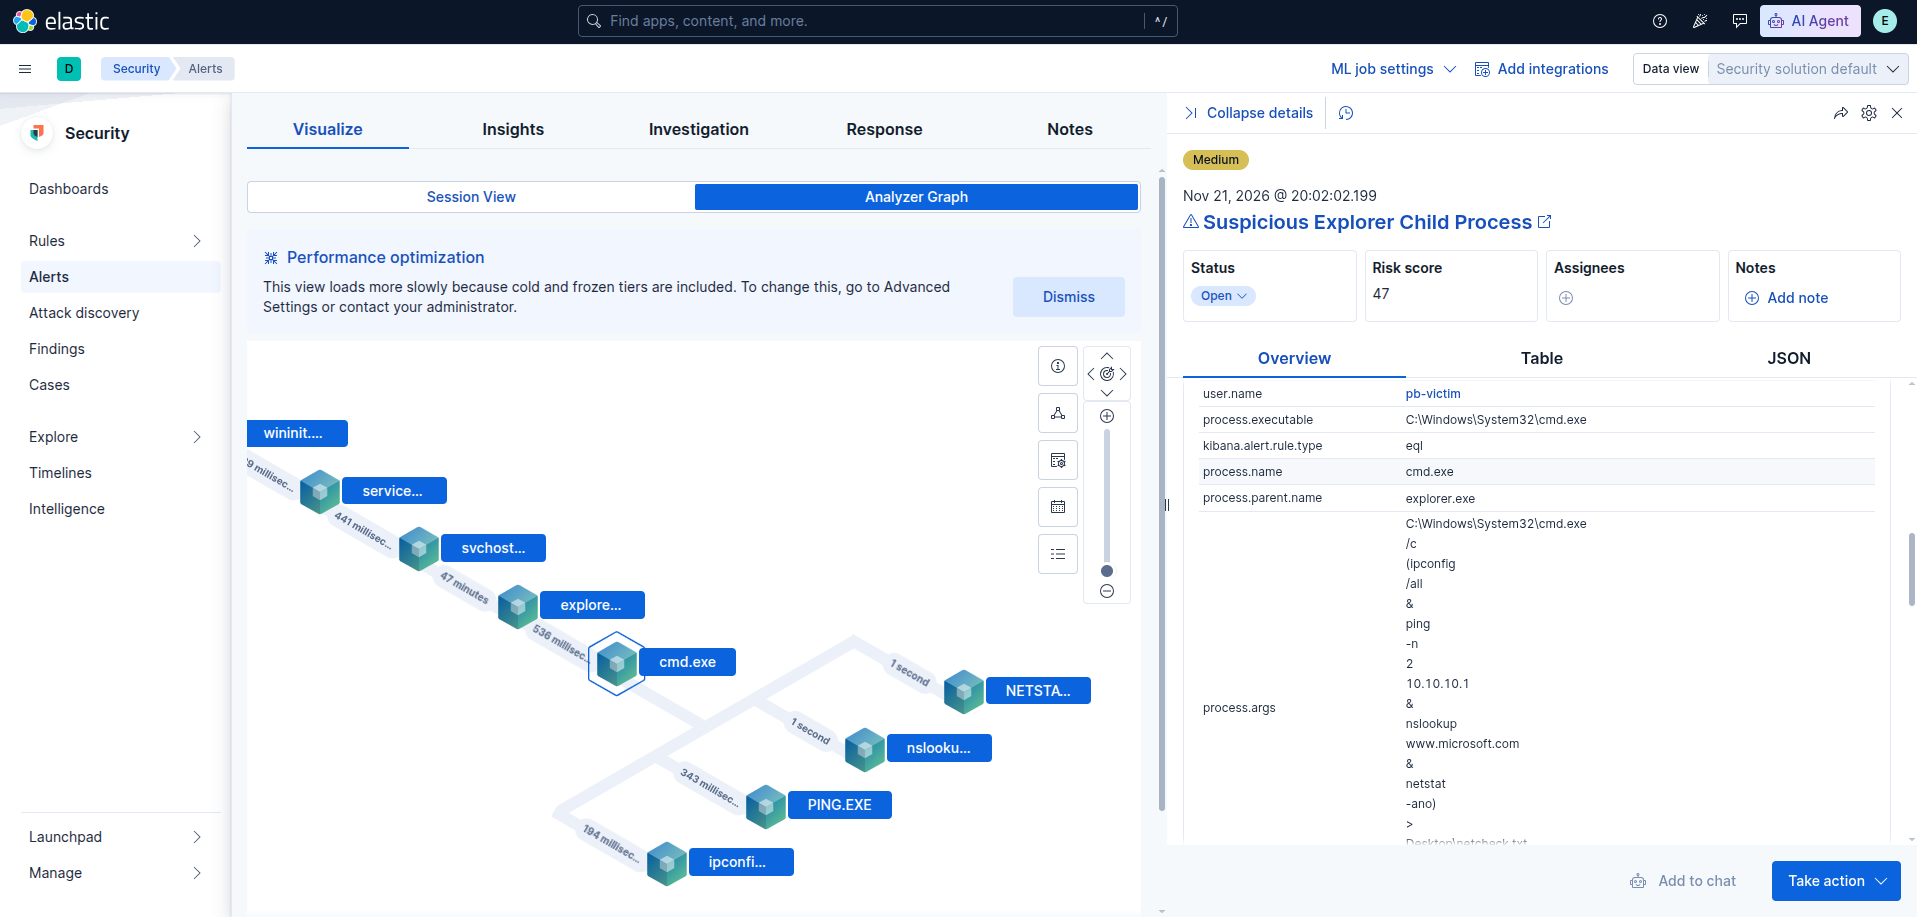 elastic
Find apps, content, and more.
^ /
AI Agent
E
D
Security
Alerts
ML job settings
Add integrations
Data view
Security solution default
Security
Dashboards
Rules
Alerts
Attack discovery
Findings
Cases
Explore
Timelines
Intelligence
Launchpad
Manage
Visualize
Insights
Investigation
Response
Notes
Session View
Analyzer Graph
Performance optimization
This view loads more slowly because cold and frozen tiers are included. To change this, go to Advanced
Settings or contact your administrator.
Dismiss
wininit....
9 millisec...
service...
441 millisec...
svchost...
47 minutes
explore...
536 millisec...
cmd.exe
1 second
NETSTA...
1 second
nslooku...
343 millisec...
PING.EXE
194 millisec...
ipconfi...
Collapse details
Medium
Nov 21, 2026 @ 20:02:02.199
Suspicious Explorer Child Process
Status
Open
Risk score
47
Assignees
Notes
Add note
Overview
Table
JSON
user.name
pb-victim
process.executable
C:\Windows\System32\cmd.exe
kibana.alert.rule.type
eql
process.name
cmd.exe
process.parent.name
explorer.exe
process.args
C:\Windows\System32\cmd.exe
/c
(ipconfig
/all
&
ping
-n
2
10.10.10.1
&
nslookup
www.microsoft.com
&
netstat
-ano)
>
Desktop\netcheck.txt
Add to chat
Take action